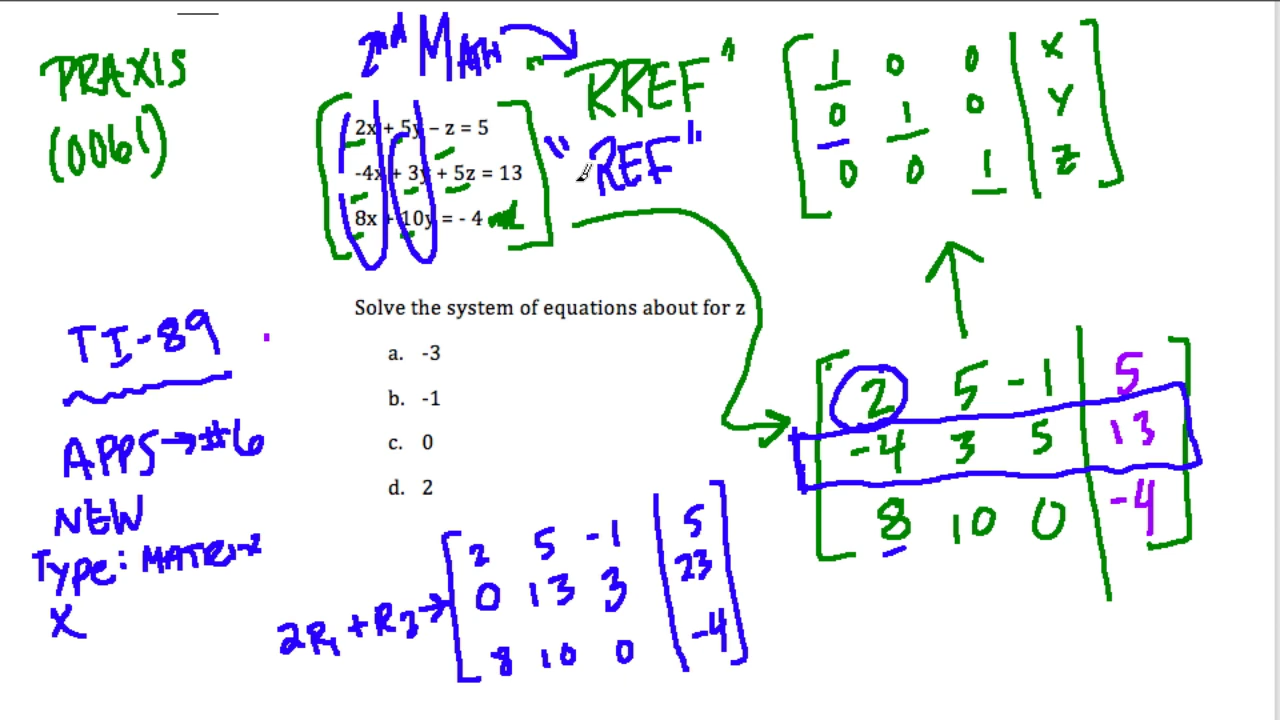 PRAXIS
(0061)
2nd MATH
"RREF"
"REF"
2x + 5y – z = 5
-4x + 3y + 5z = 13
8x + 10y = - 4
1 0 0 | X
0 1 0 | Y
0 0 1 | Z
Solve the system of equations about for z
a. -3
b. -1
c. 0
d. 2
TI-89
APPS→#6
NEW
Type: MATRIX
X
2 5 -1 | 5
-4 3 5 | 13
8 10 0 | -4
2R1 + R2 →
2 5 -1 | 5
0 13 3 | 23
8 10 0 | -4